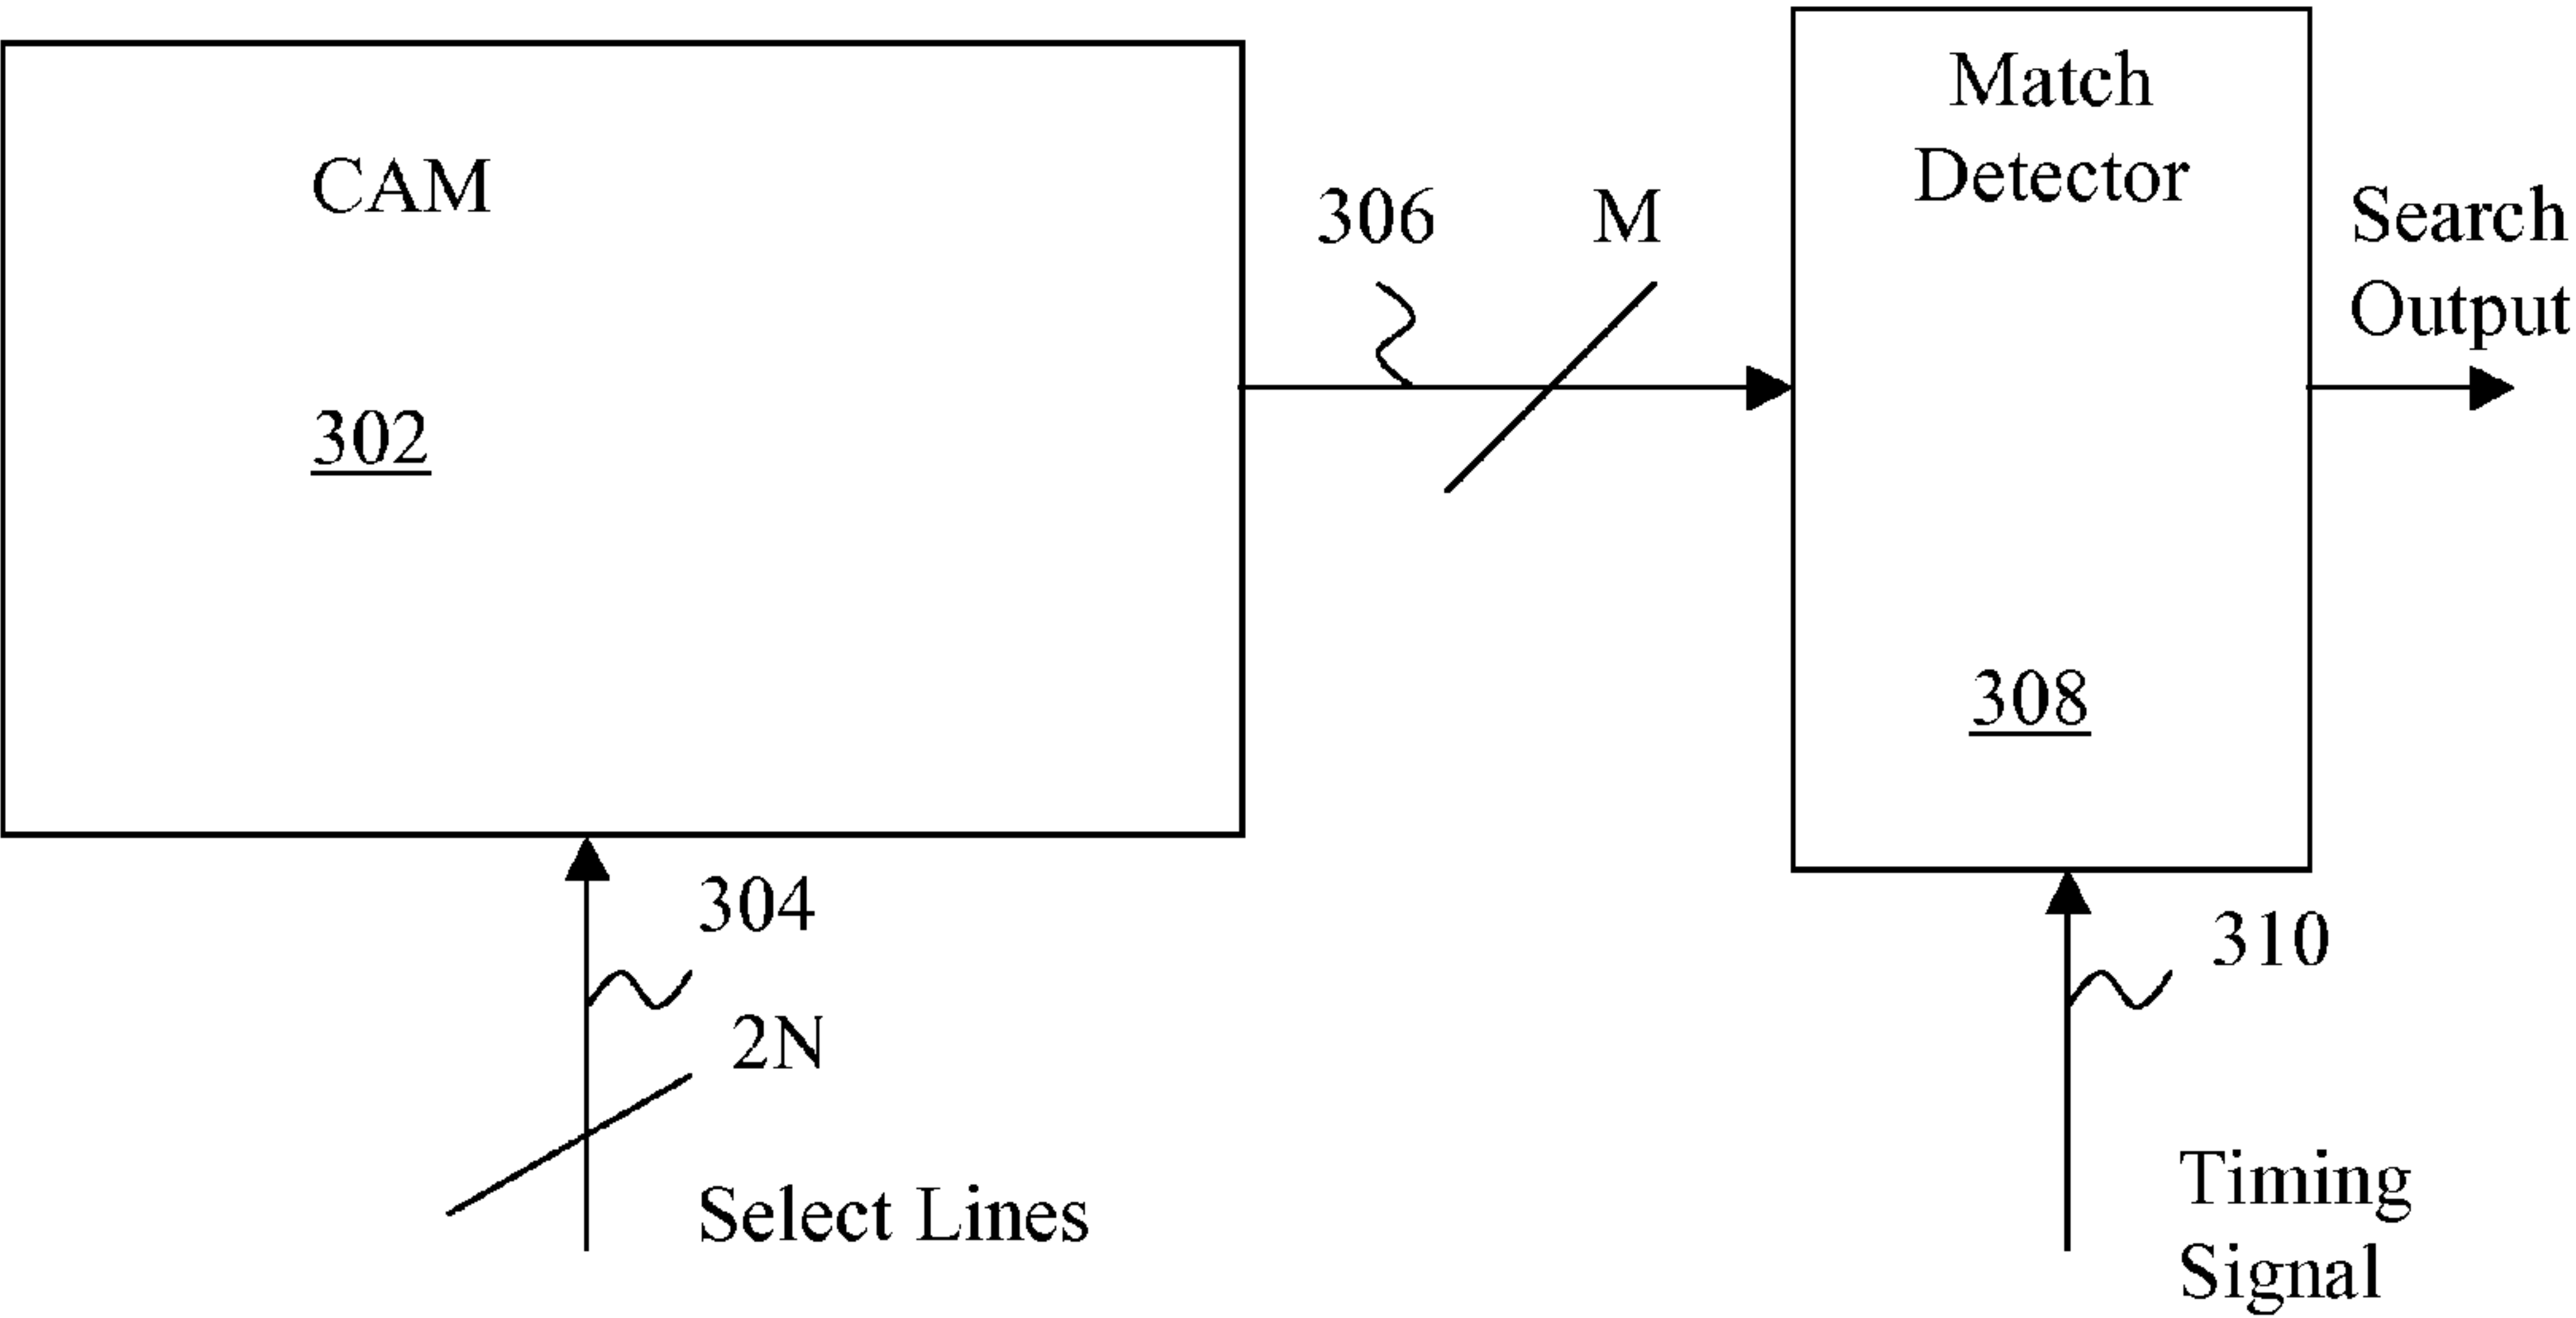 CAM
302
306
M
Match
Detector
308
Search
Output
304
2N
Select Lines
310
Timing
Signal